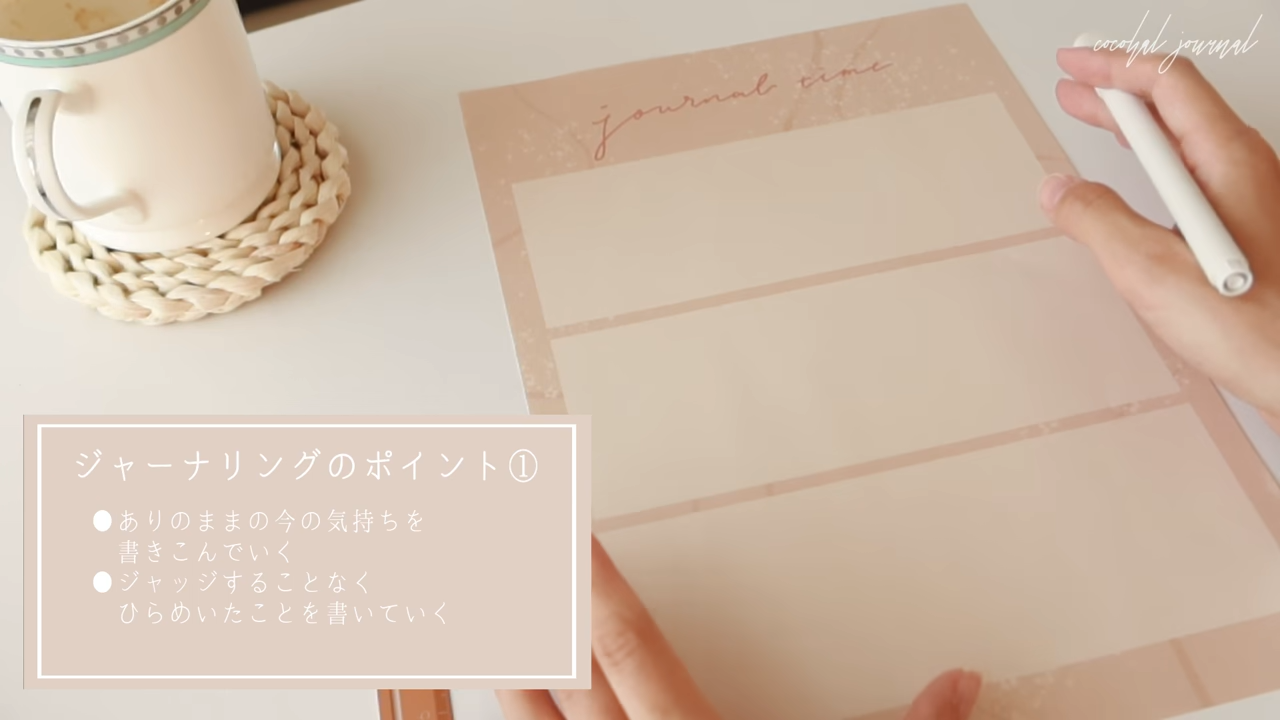 cocohal journal
journal time
ジャーナリングのポイント①
●ありのままの今の気持ちを
書きこんでいく
●ジャッジすることなく
ひらめいたことを書いていく